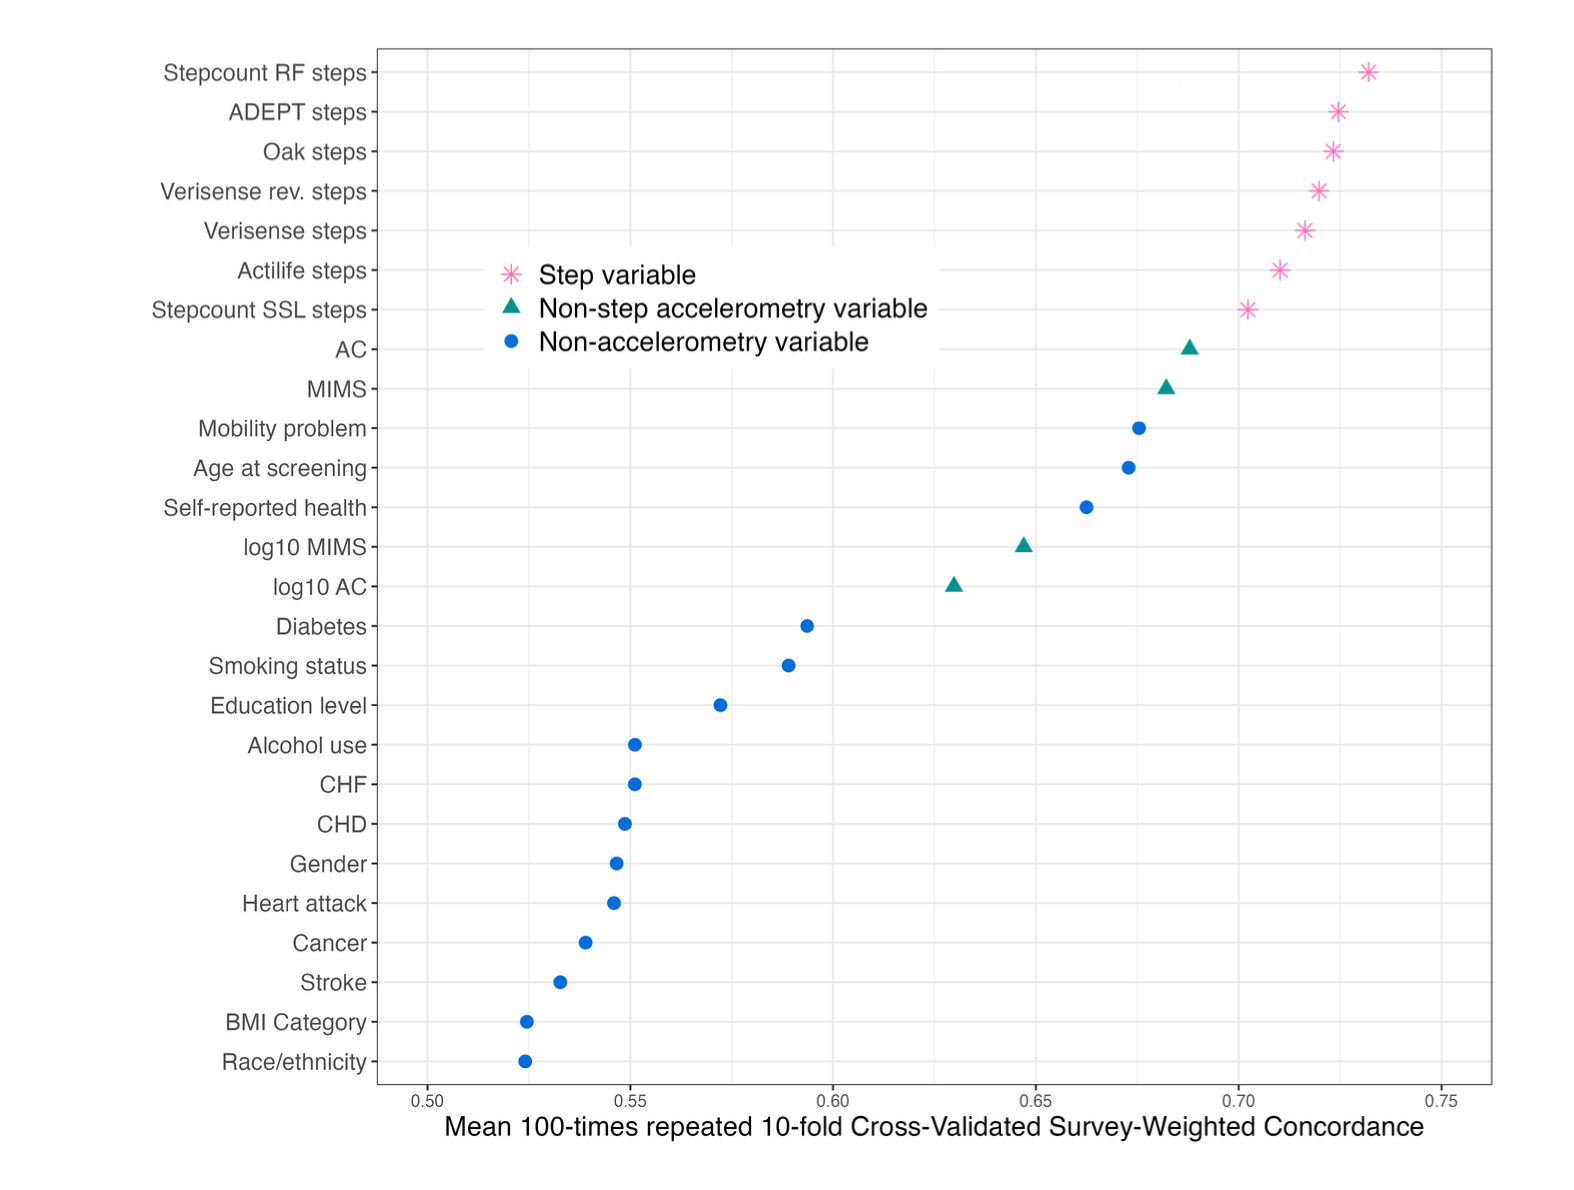 Stepcount RF steps
ADEPT steps
Oak steps
Verisense rev. steps
Verisense steps
Actilife steps
Stepcount SSL steps
AC
MIMS
Mobility problem
Age at screening
Self-reported health
log10 MIMS
log10 AC
Diabetes
Smoking status
Education level
Alcohol use
CHF
CHD
Gender
Heart attack
Cancer
Stroke
BMI Category
Race/ethnicity
Step variable
Non-step accelerometry variable
Non-accelerometry variable
0.50 0.55 0.60 0.65 0.70 0.75
Mean 100-times repeated 10-fold Cross-Validated Survey-Weighted Concordance